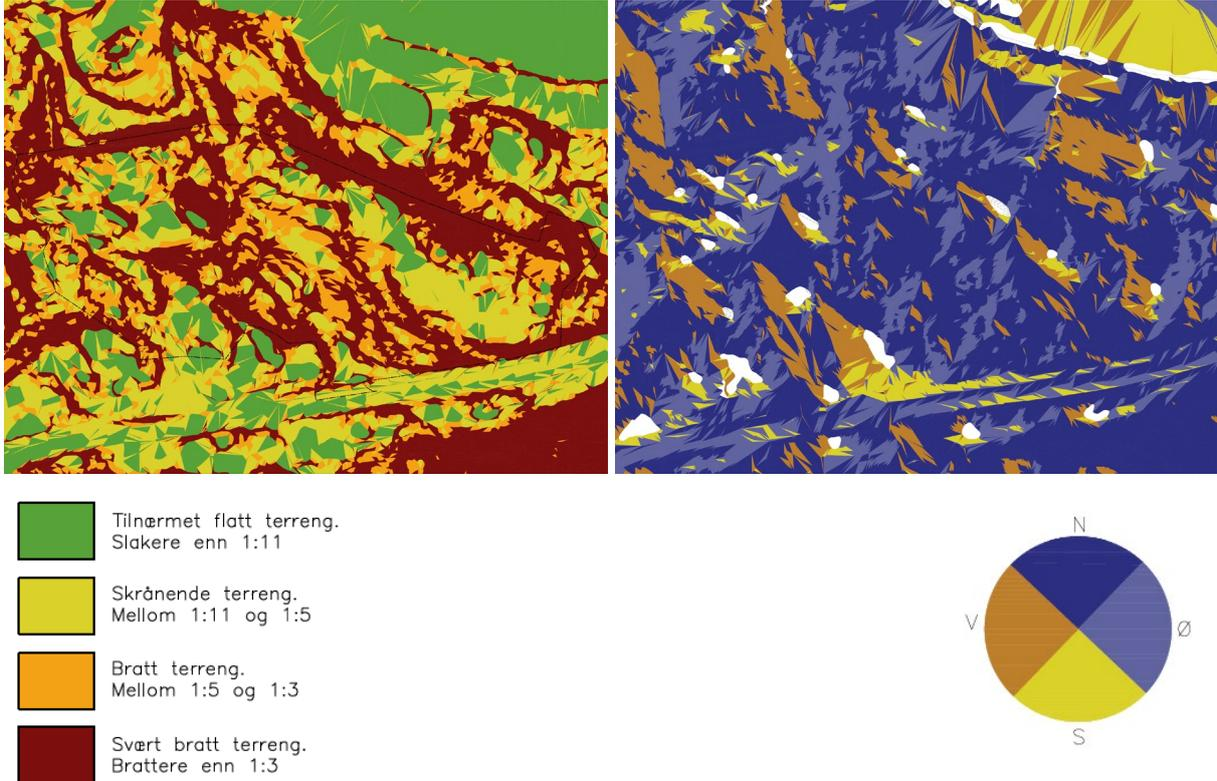 Tilnærmet flatt terreng.
Slakere enn 1:11
Skrånende terreng.
Mellom 1:11 og 1:5
Bratt terreng.
Mellom 1:5 og 1:3
Svært bratt terreng.
Brattere enn 1:3
N
V
Ø
S